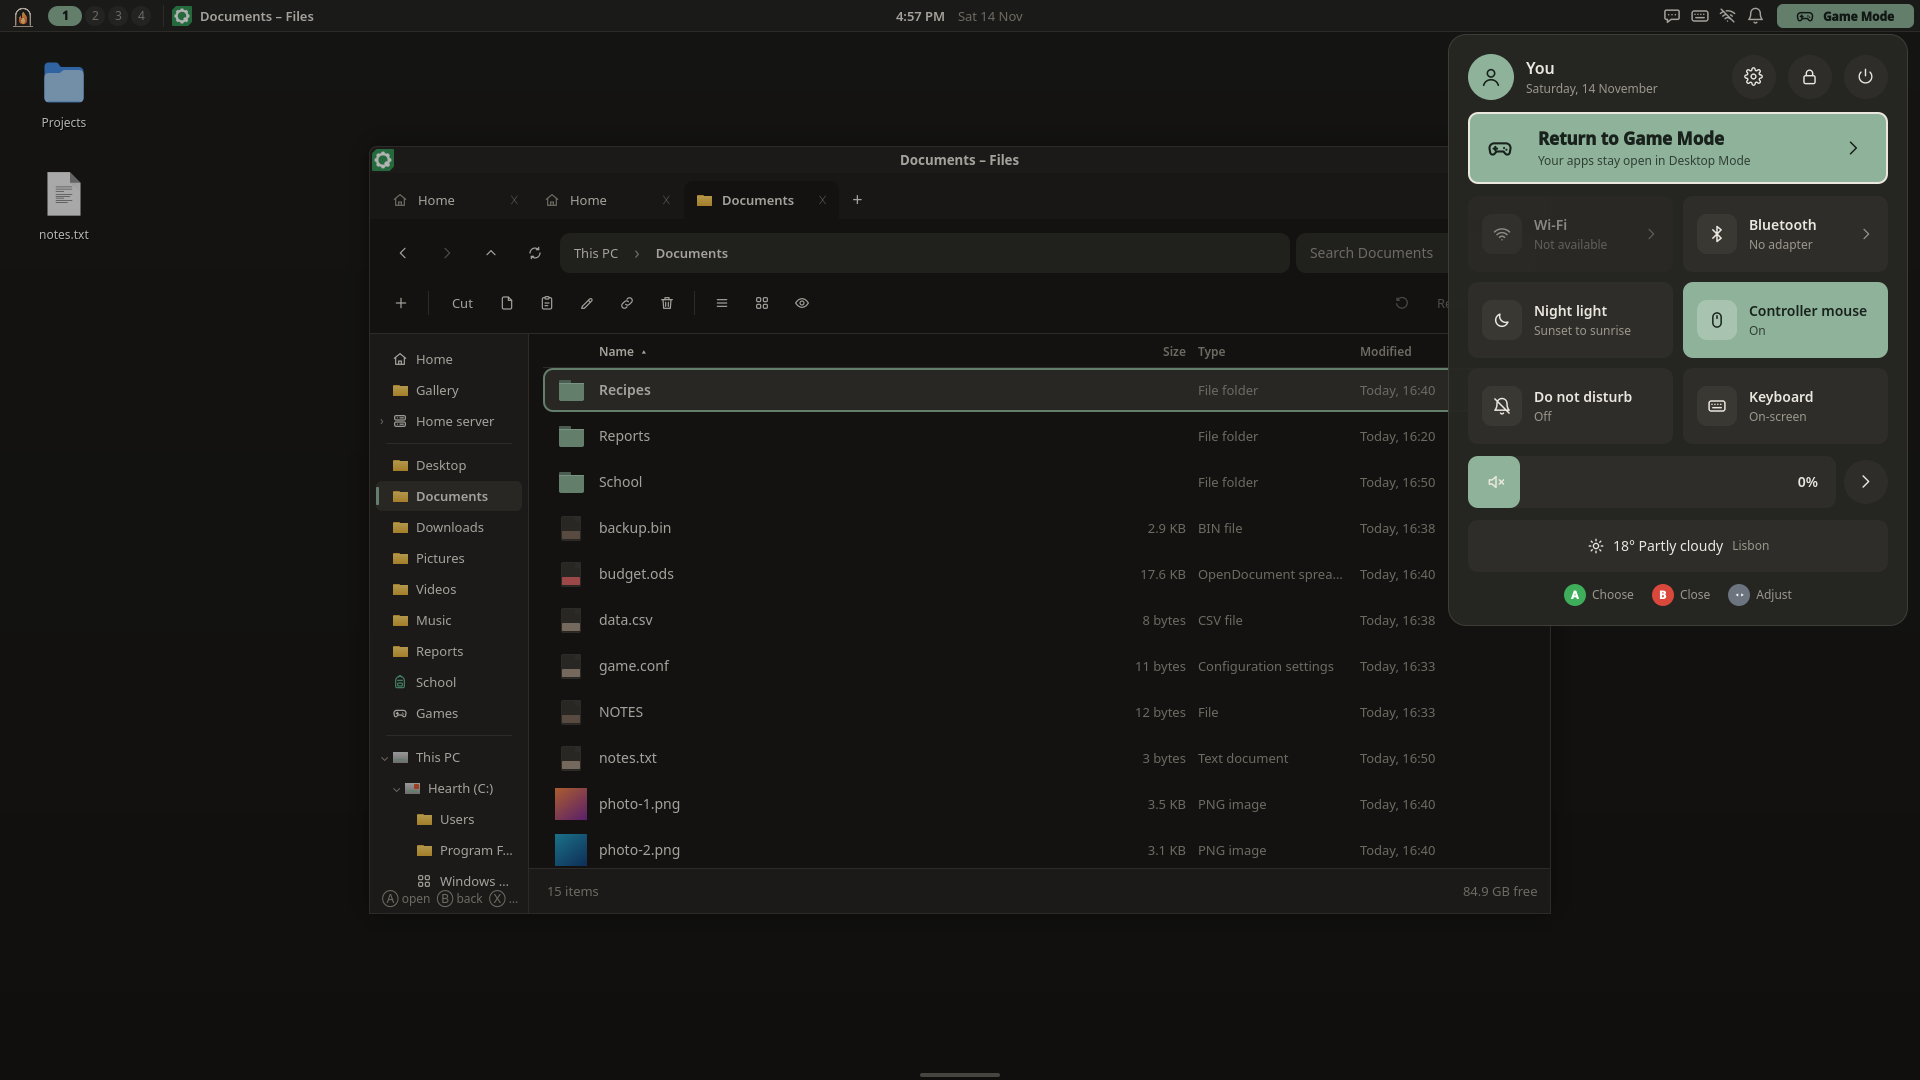 1 2 3 4 Documents – Files 4:57 PM Sat 14 Nov Game Mode
Projects
notes.txt
Documents – Files
Home X Home X Documents X +
This PC › Documents Search Documents
Cut
Home
Gallery
Home server
Desktop
Documents
Downloads
Pictures
Videos
Music
Reports
School
Games
This PC
Hearth (C:)
Users
Program F...
Windows ...
A open B back X ...
Name Size Type Modified
Recipes File folder Today, 16:40
Reports File folder Today, 16:20
School File folder Today, 16:50
backup.bin 2.9 KB BIN file Today, 16:38
budget.ods 17.6 KB OpenDocument sprea... Today, 16:40
data.csv 8 bytes CSV file Today, 16:38
game.conf 11 bytes Configuration settings Today, 16:33
NOTES 12 bytes File Today, 16:33
notes.txt 3 bytes Text document Today, 16:50
photo-1.png 3.5 KB PNG image Today, 16:40
photo-2.png 3.1 KB PNG image Today, 16:40
15 items 84.9 GB free
You
Saturday, 14 November
Return to Game Mode
Your apps stay open in Desktop Mode
Wi-Fi
Not available
Bluetooth
No adapter
Night light
Sunset to sunrise
Controller mouse
On
Do not disturb
Off
Keyboard
On-screen
0%
18° Partly cloudy Lisbon
A Choose B Close Adjust